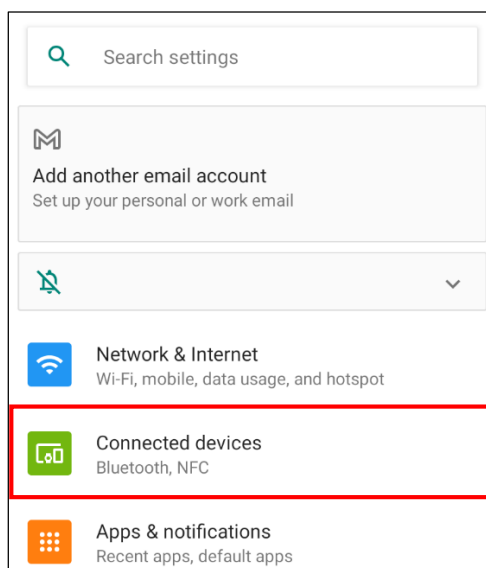 Search settings
Add another email account
Set up your personal or work email
Network & Internet
Wi-Fi, mobile, data usage, and hotspot
Connected devices
Bluetooth, NFC
Apps & notifications
Recent apps, default apps